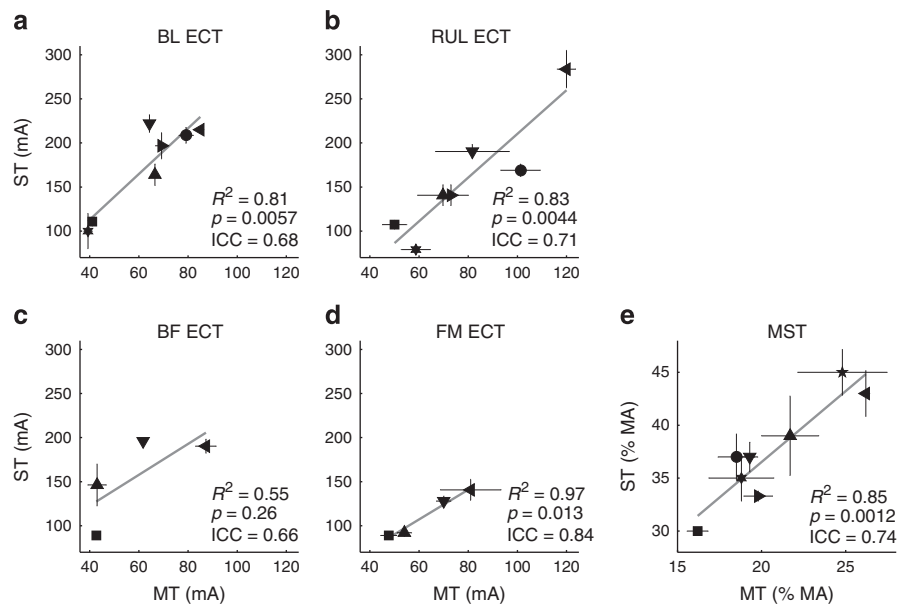 a
BL ECT
300
250
200
150
100
ST (mA)
R² = 0.81
p = 0.0057
ICC = 0.68
40 60 80 100 120
b
RUL ECT
300
250
200
150
100
R² = 0.83
p = 0.0044
ICC = 0.71
40 60 80 100 120
c
BF ECT
300
250
200
150
100
ST (mA)
R² = 0.55
p = 0.26
ICC = 0.66
40 60 80 100 120
MT (mA)
d
FM ECT
300
250
200
150
100
R² = 0.97
p = 0.013
ICC = 0.84
40 60 80 100 120
MT (mA)
e
MST
45
40
35
30
ST (% MA)
R² = 0.85
p = 0.0012
ICC = 0.74
15 20 25
MT (% MA)